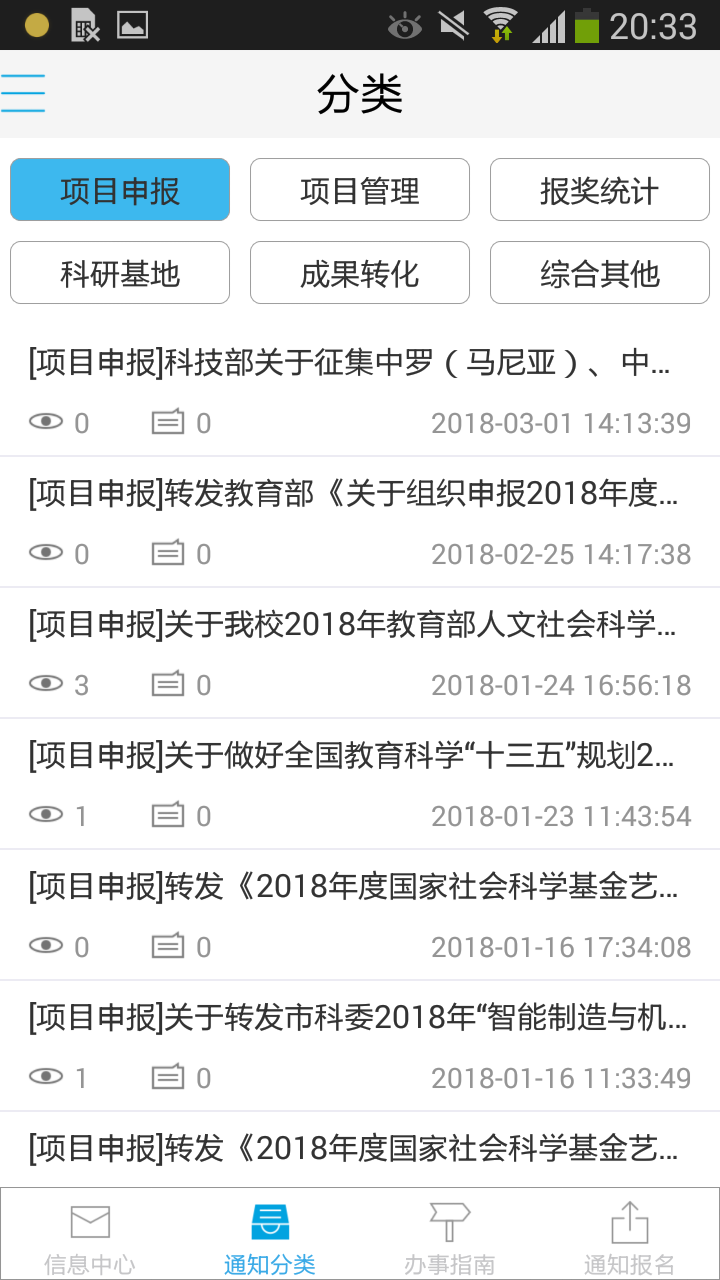 20:33
分类
项目申报 项目管理 报奖统计
科研基地 成果转化 综合其他
[项目申报]科技部关于征集中罗（马尼亚）、中...
0 0 2018-03-01 14:13:39
[项目申报]转发教育部《关于组织申报2018年度...
0 0 2018-02-25 14:17:38
[项目申报]关于我校2018年教育部人文社会科学...
3 0 2018-01-24 16:56:18
[项目申报]关于做好全国教育科学“十三五”规划2...
1 0 2018-01-23 11:43:54
[项目申报]转发《2018年度国家社会科学基金艺...
0 0 2018-01-16 17:34:08
[项目申报]关于转发市科委2018年“智能制造与机...
1 0 2018-01-16 11:33:49
[项目申报]转发《2018年度国家社会科学基金艺...
信息中心 通知分类 办事指南 通知报名